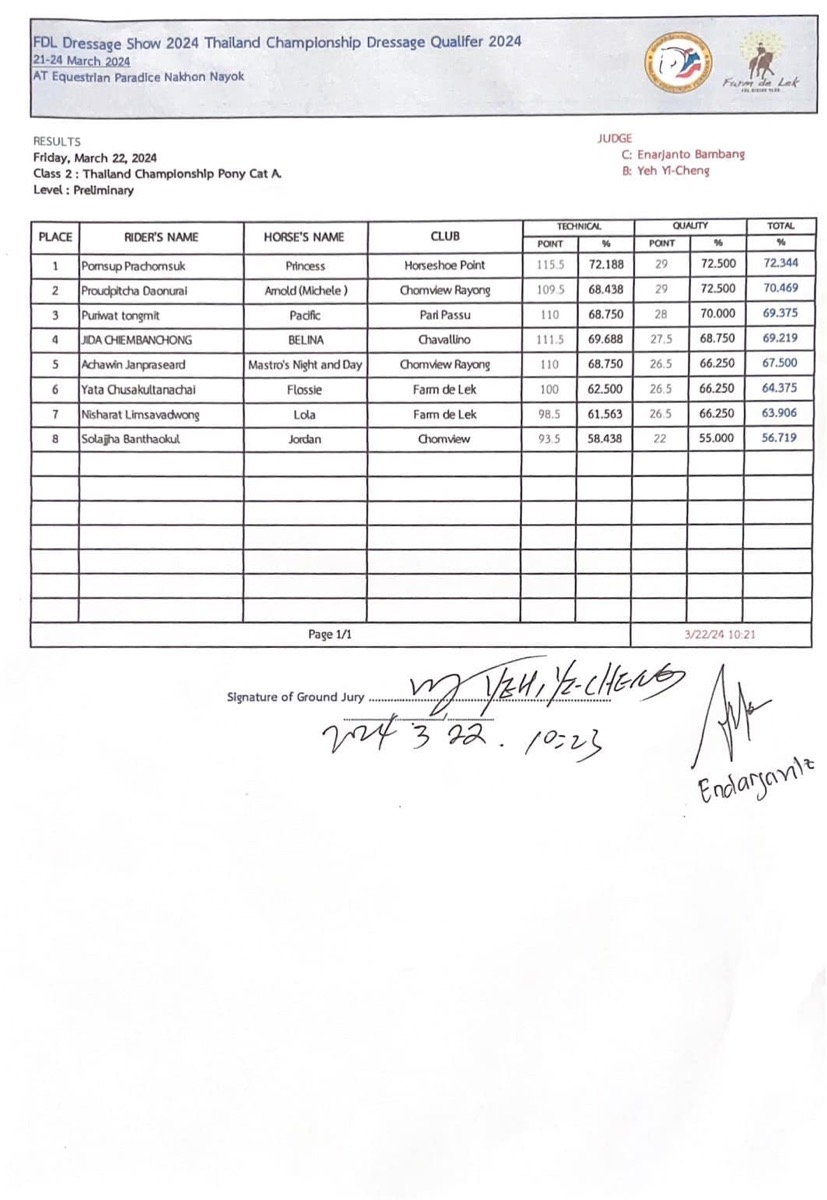 FDL Dressage Show 2024 Thailand Championship Dressage Qualifer 2024
21-24 March 2024
AT Equestrian Paradice Nakhon Nayok
Farm de Lek
RESULTS
Friday, March 22, 2024
Class 2 : Thailand Championship Pony Cat A.
Level : Preliminary
JUDGE
C: Enarjanto Bambang
B: Yeh Yi-Cheng
PLACE RIDER'S NAME HORSE'S NAME CLUB TECHNICAL QUALITY TOTAL
POINT % POINT % %
1 Pornsup Prachornsuk Princess Horseshoe Point 115.5 72.188 29 72.500 72.344
2 Proudpitcha Daonurai Arnold (Michele ) Chomview Rayong 109.5 68.438 29 72.500 70.469
3 Puriwat tongmit Pacific Pari Passu 110 68.750 28 70.000 69.375
4 JIDA CHIEMBANCHONG BELINA Chavallino 111.5 69.688 27.5 68.750 69.219
5 Achawin Janpraseard Mastro's Night and Day Chomview Rayong 110 68.750 26.5 66.250 67.500
6 Yata Chusakultanachai Flossie Farm de Lek 100 62.500 26.5 66.250 64.375
7 Nisharat Limsavadwong Lola Farm de Lek 98.5 61.563 26.5 66.250 63.906
8 Solajjha Banthaokul Jordan Chomview 93.5 58.438 22 55.000 56.719
Page 1/1 3/22/24 10:21
Signature of Ground Jury YEH, YI-CHENG
2024 3 22 . 10:23